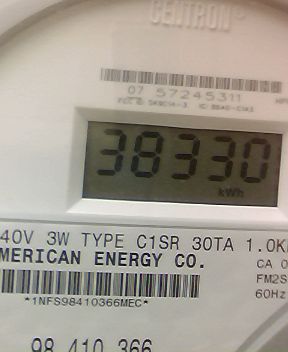 CENTRON®
07 57245311
38330
kWh
40V 3W TYPE C1SR 30TA 1.0K
MERICAN ENERGY CO.
CA 0
FM2S
60Hz
*1NFS98410366MEC*
98 410 366